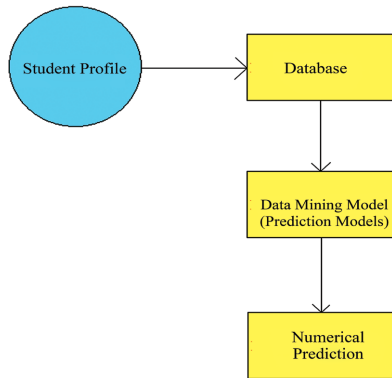 Student Profile
Database
Data Mining Model
(Prediction Models)
Numerical
Prediction